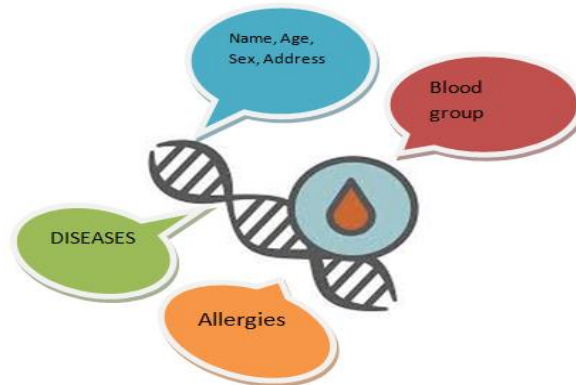 Name, Age,
Sex, Address
Blood
group
DISEASES
Allergies